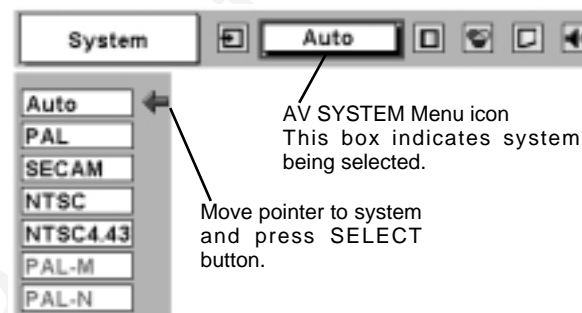 System
Auto
AV SYSTEM Menu icon
This box indicates system
being selected.
Auto
PAL
SECAM
NTSC
NTSC4.43
PAL-M
PAL-N
Move pointer to system
and press SELECT
button.